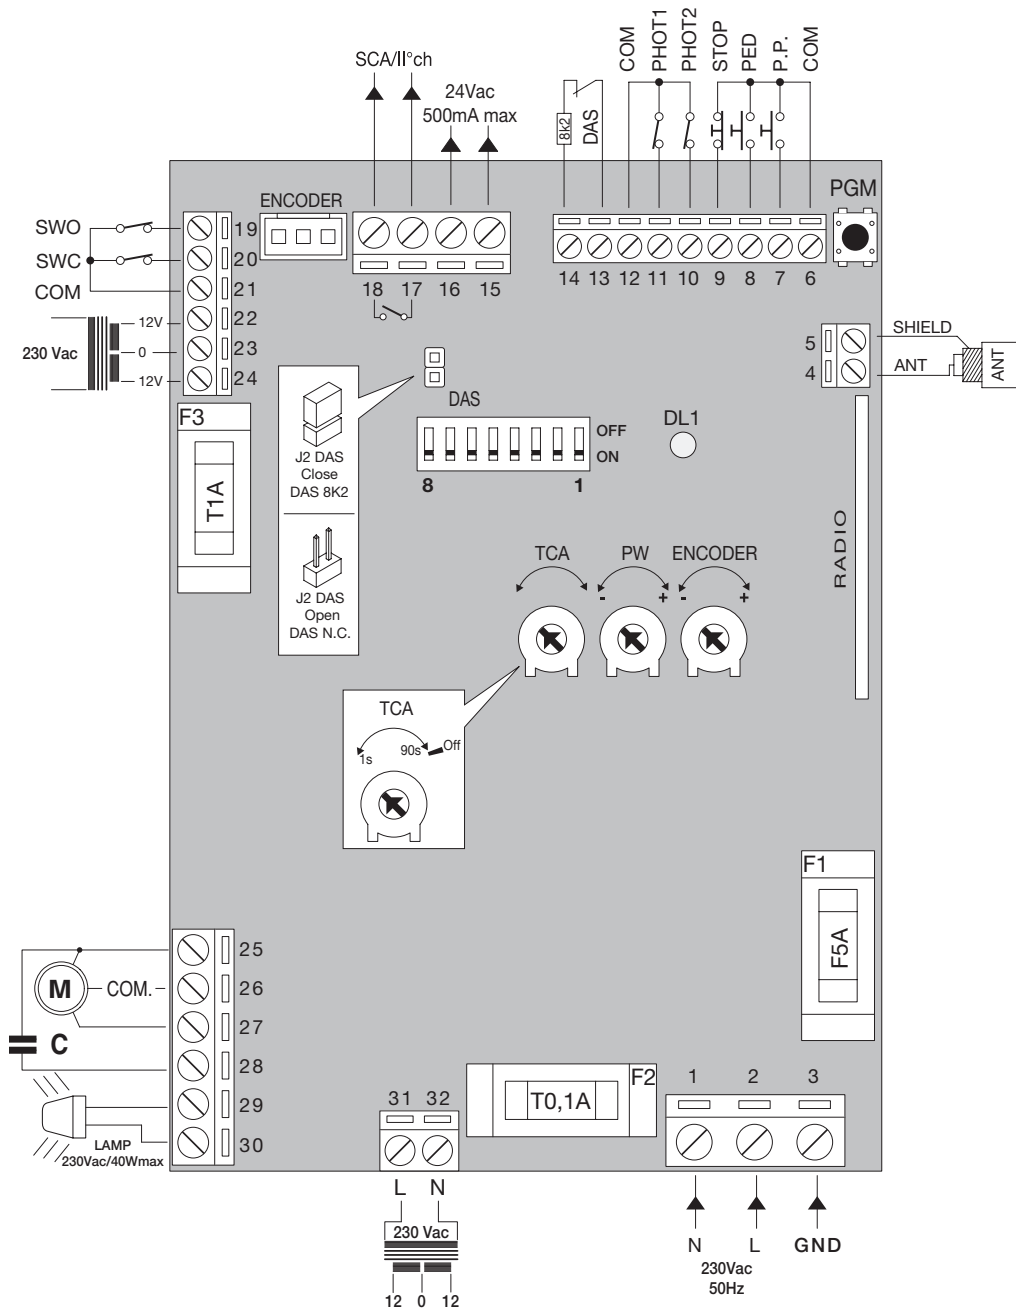 SCA/II°ch
24Vac
500mA max
8k2
DAS
COM
PHOT1
PHOT2
STOP
PED
P.P.
COM
PGM
ENCODER
SWO
SWC
COM
19
20
21
22
23
24
12V
0
12V
230 Vac
18 17 16 15
14 13 12 11 10 9 8 7 6
5
4
SHIELD
ANT
ANT
F3
T1A
J2 DAS
Close
DAS 8K2
J2 DAS
Open
DAS N.C.
DAS
OFF
ON
8 1
DL1
RADIO
TCA PW ENCODER
- + - +
TCA
1s 90s Off
F1
F5A
25
26
27
28
29
30
M
COM.
C
LAMP
230Vac/40Wmax
31 32
L N
230 Vac
12 0 12
F2
T0,1A
1 2 3
N L GND
230Vac
50Hz